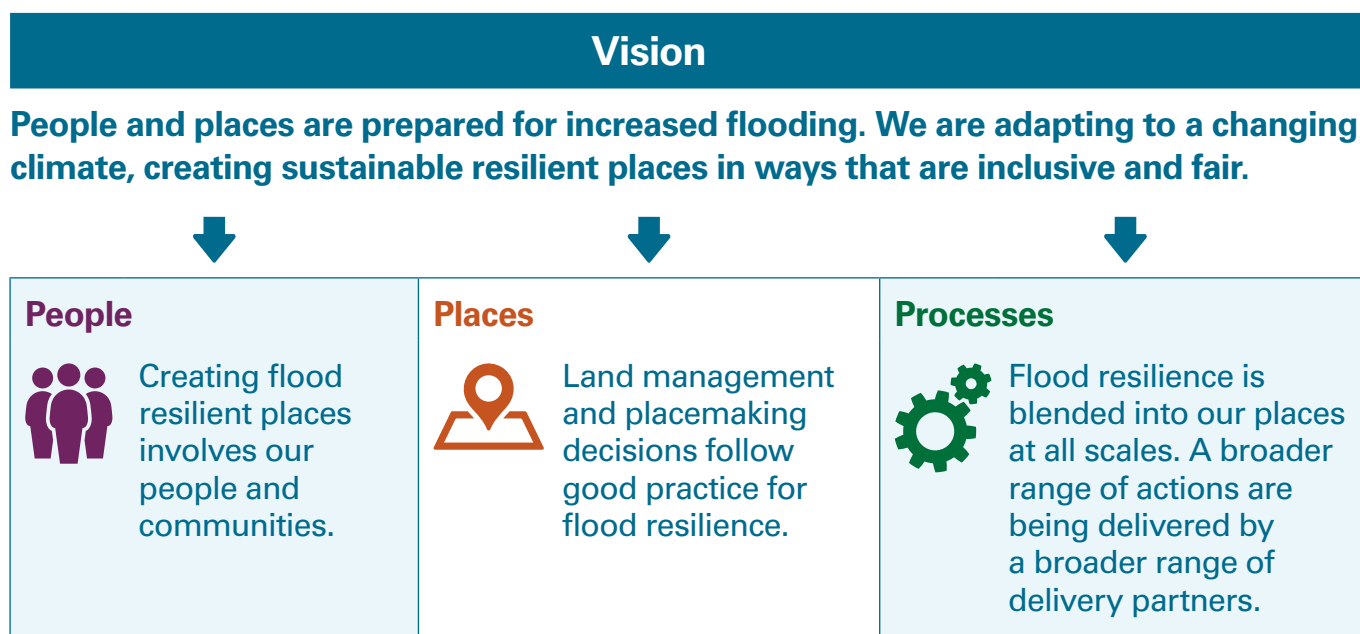 Vision
People and places are prepared for increased flooding. We are adapting to a changing
climate, creating sustainable resilient places in ways that are inclusive and fair.
People
Creating flood
resilient places
involves our
people and
communities.
Places
Land management
and placemaking
decisions follow
good practice for
flood resilience.
Processes
Flood resilience is
blended into our places
at all scales. A broader
range of actions are
being delivered by
a broader range of
delivery partners.